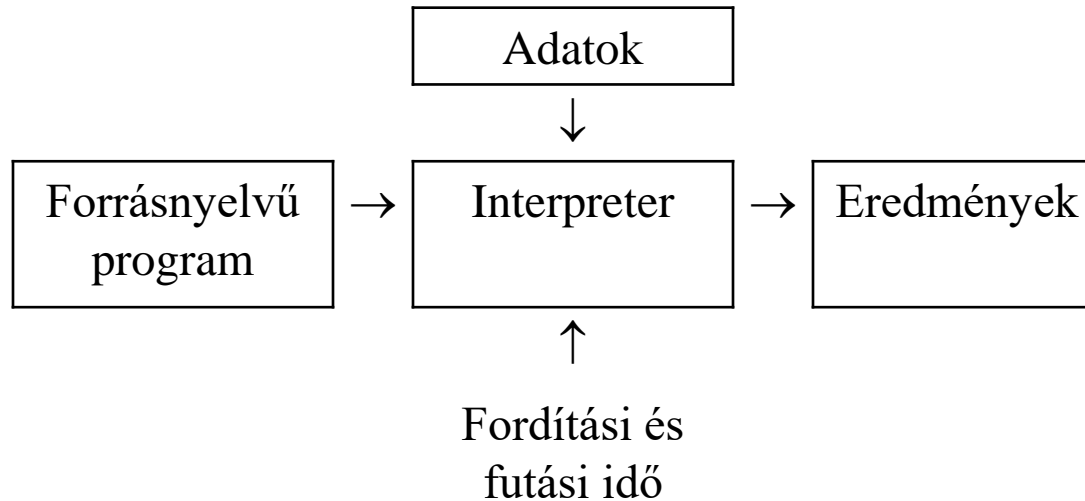 Adatok
↓
Forrásnyelvű
program
→
Interpreter
→
Eredmények
↑
Fordítási és
futási idő